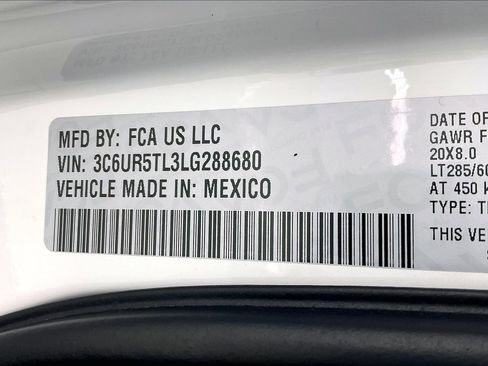 MFD BY: FCA US LLC
VIN: 3C6UR5TL3LG288680
VEHICLE MADE IN: MEXICO
DATE OF
GAWR F
20X8.0
LT285/60
AT 450 k
TYPE: T
THIS VE